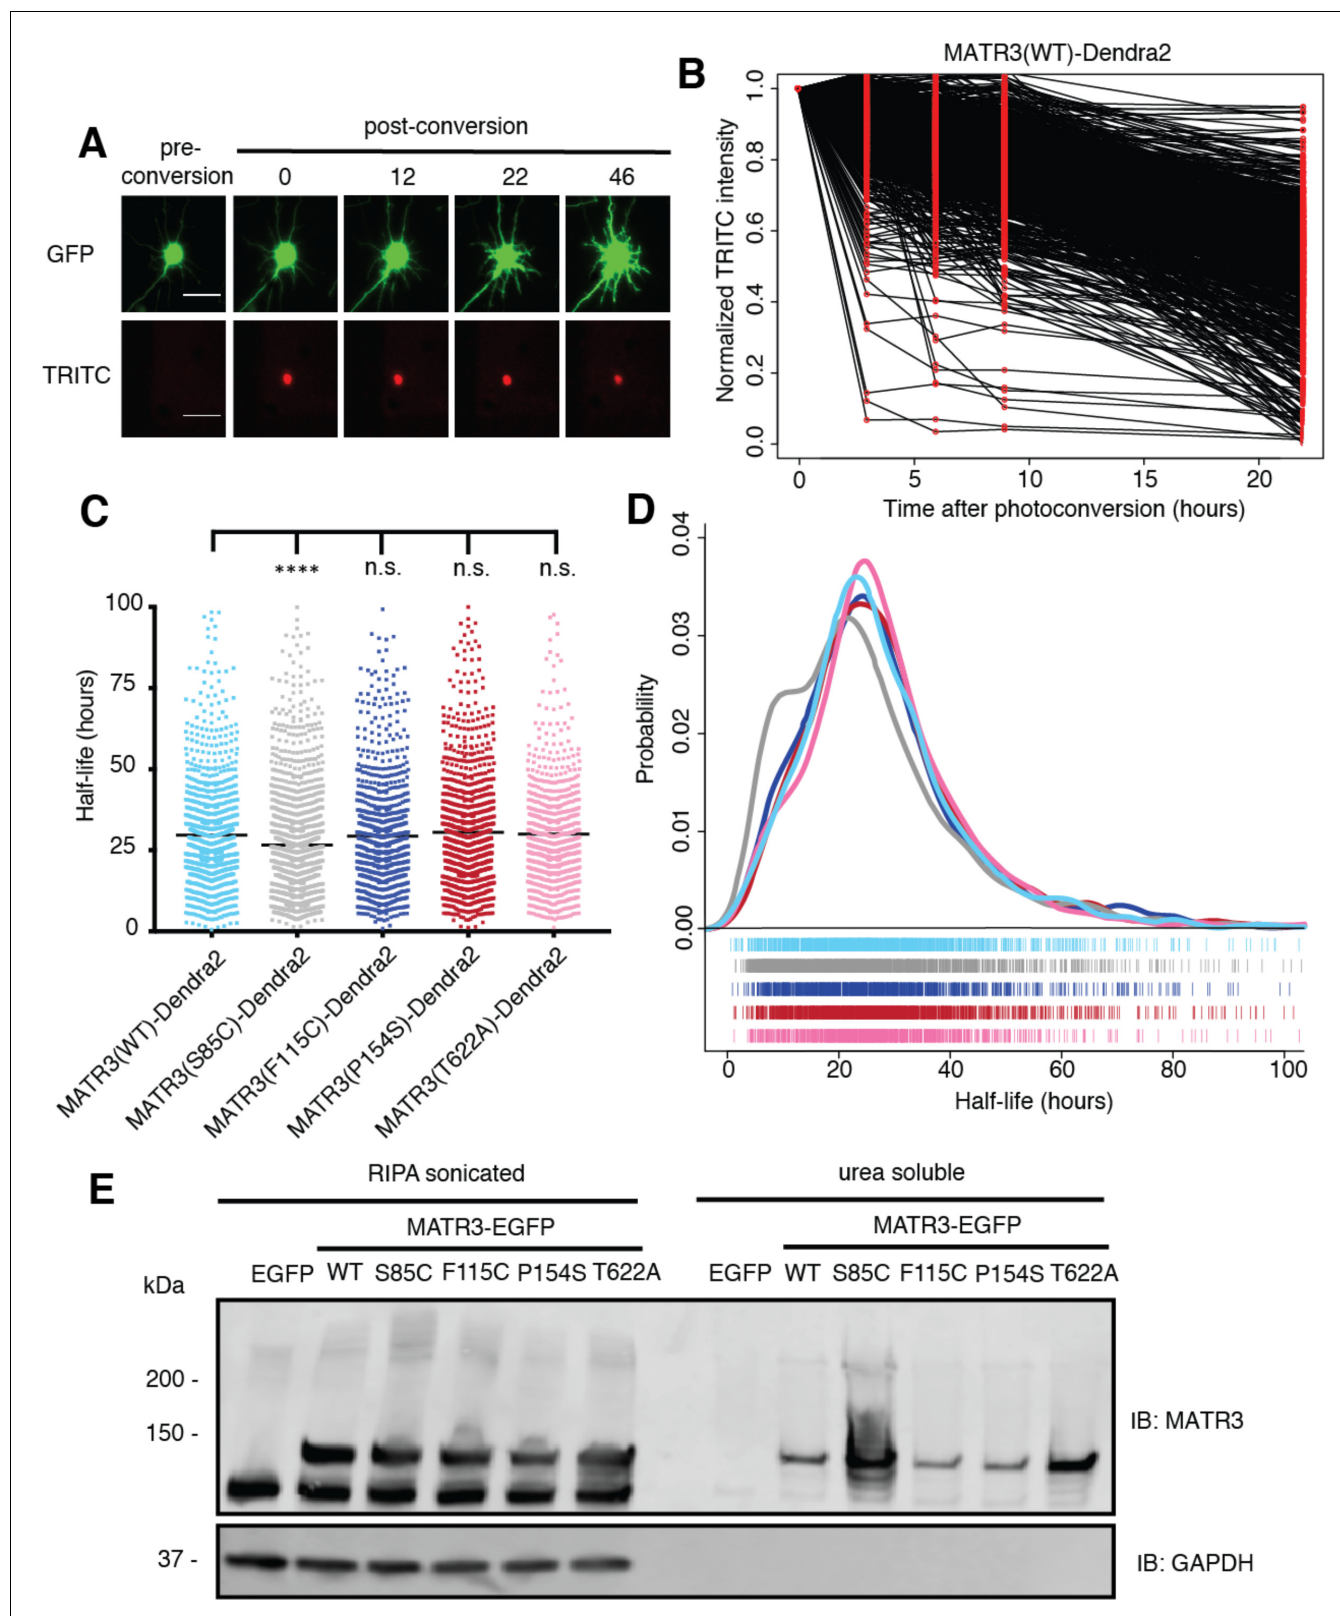 A
post-conversion
pre-
conversion
0 12 22 46
GFP
TRITC
B
MATR3(WT)-Dendra2
Normalized TRITC intensity
1.0
0.8
0.6
0.4
0.2
0.0
0 5 10 15 20
Time after photoconversion (hours)
C
**** n.s. n.s. n.s.
Half-life (hours)
100
75
50
25
0
MATR3(WT)-Dendra2
MATR3(S85C)-Dendra2
MATR3(F115C)-Dendra2
MATR3(P154S)-Dendra2
MATR3(T622A)-Dendra2
D
Probablility
0.04
0.03
0.02
0.01
0.00
0 20 40 60 80 100
Half-life (hours)
E
RIPA sonicated
urea soluble
MATR3-EGFP
MATR3-EGFP
kDa
EGFP WT S85C F115C P154S T622A
EGFP WT S85C F115C P154S T622A
200 -
150 -
IB: MATR3
37 -
IB: GAPDH